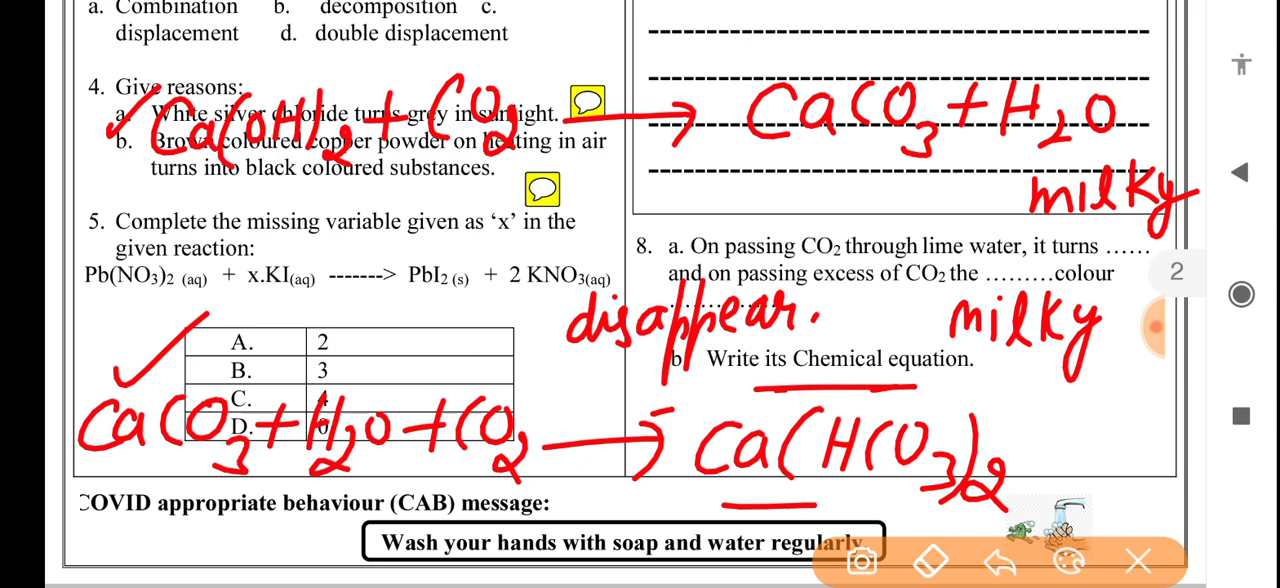 a. Combination b. decomposition c.
displacement d. double displacement
4. Give reasons:
a. White silver chloride turns grey in sunlight.
b. Brown coloured copper powder on heating in air
turns into black coloured substances.
5. Complete the missing variable given as ‘x’ in the
given reaction:
Pb(NO3)2 (aq) + x.KI(aq) -------> PbI2 (s) + 2 KNO3(aq)
A. 2
B. 3
C. 4
D. 6
Ca(OH)2 + CO2 → CaCO3 + H2O
milky
8. a. On passing CO2 through lime water, it turns ……
and on passing excess of CO2 the ………colour
disappear. milky
b) Write its Chemical equation.
CaCO3 + H2O + CO2 → Ca(HCO3)2
2
COVID appropriate behaviour (CAB) message:
Wash your hands with soap and water regularly